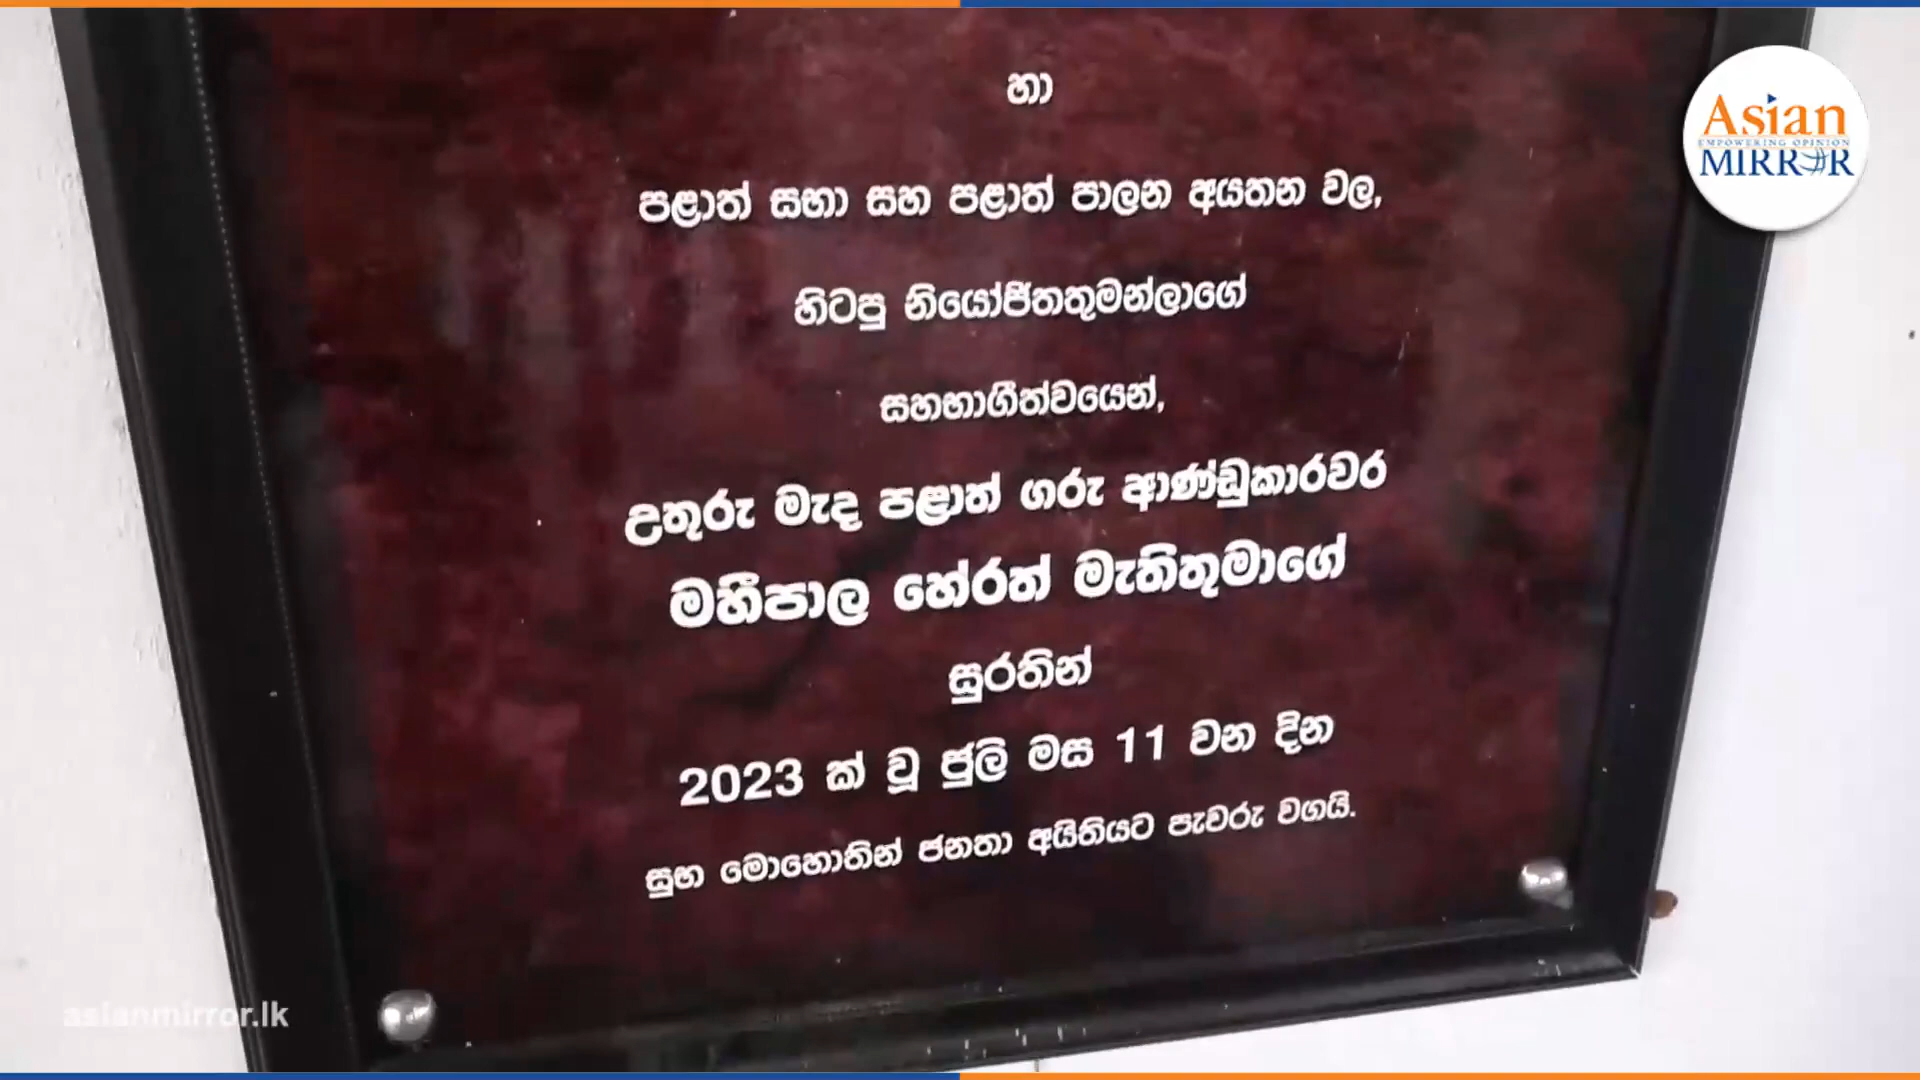 හා
පළාත් සභා සහ පළාත් පාලන අයතන වල,
හිටපු නියෝජිතතුමන්ලාගේ
සහභාගීත්වයෙන්,
උතුරු මැද පළාත් ගරු ආණ්ඩුකාරවර
මහීපාල හේරත් මැතිතුමාගේ
සුරතින්
2023 ක් වූ ජුලි මස 11 වන දින
සුභ මොහොතින් ජනතා අයිතියට පැවරූ වගයි.
Asian
EMPOWERING OPINION
MIRROR
asianmirror.lk